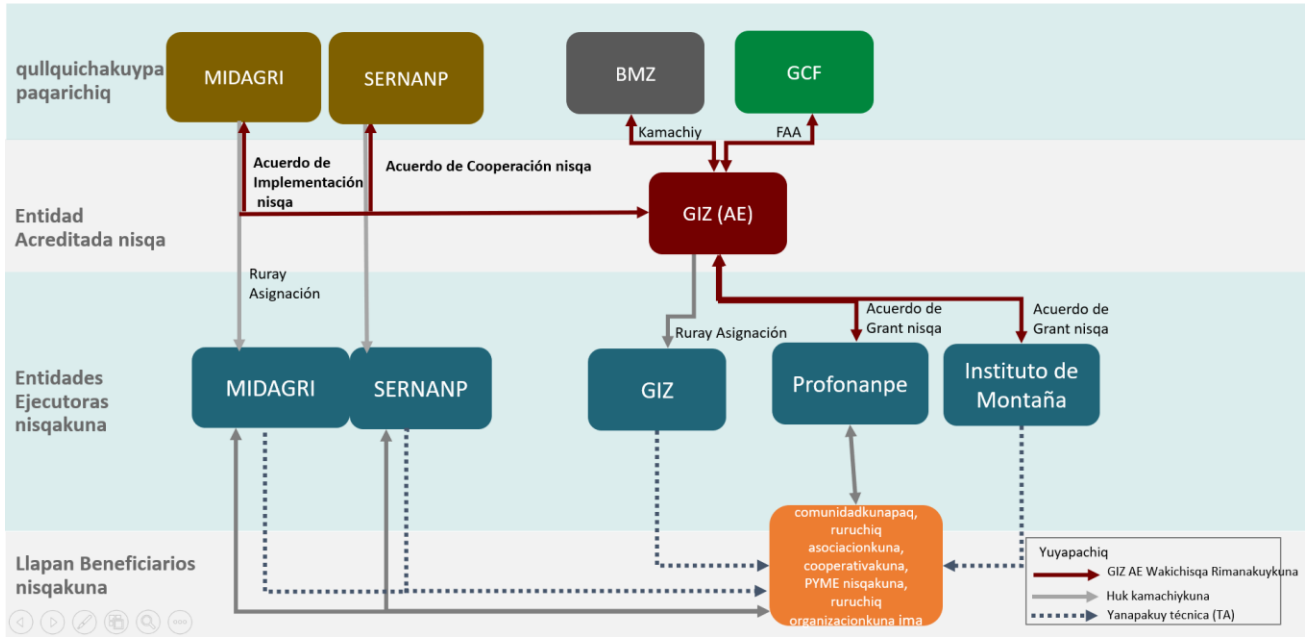 qullquichakuypa
paqarichiq
MIDAGRI
SERNANP
BMZ
GCF
Kamachiy
FAA
Acuerdo de
Implementación
nisqa
Acuerdo de Cooperación nisqa
Entidad
Acreditada nisqa
GIZ (AE)
Ruray
Asignación
Ruray Asignación
Acuerdo de
Grant nisqa
Acuerdo de
Grant nisqa
Entidades
Ejecutoras
nisqakuna
MIDAGRI
SERNANP
GIZ
Profonanpe
Instituto de
Montaña
Llapan Beneficiarios
nisqakuna
comunidadkunapaq,
ruruchiq
asociacionkuna,
cooperativakuna,
PYME nisqakuna,
ruruchiq
organizacionkuna ima
Yuyapachiq
GIZ AE Wakichisqa Rimanakuykuna
Huk kamachiykuna
Yanapakuy técnica (TA)